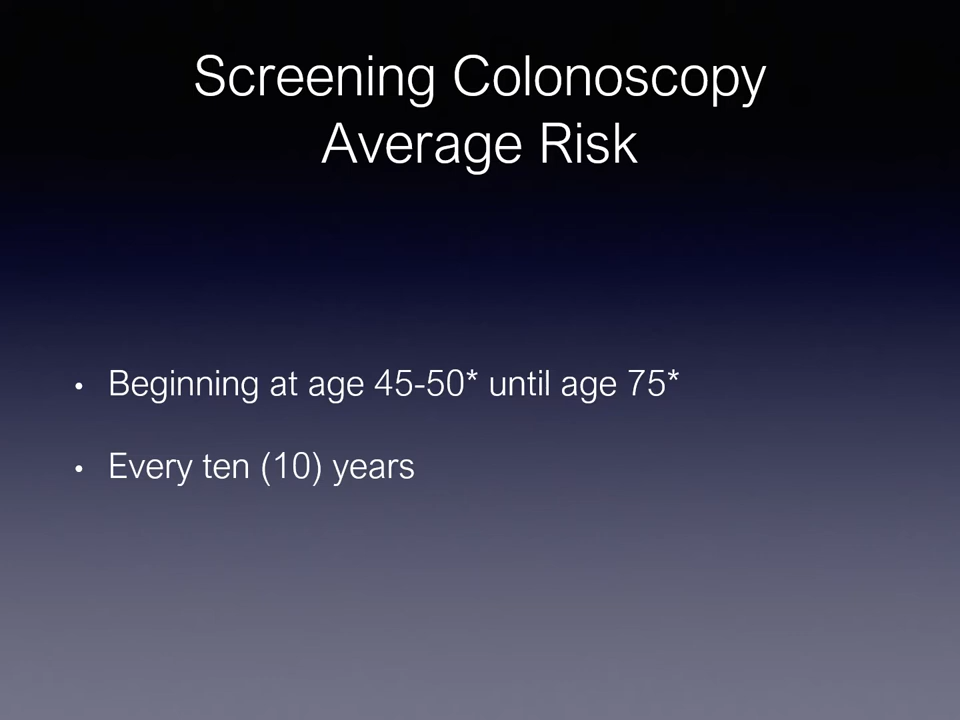 Screening Colonoscopy
Average Risk
• Beginning at age 45-50* until age 75*
• Every ten (10) years